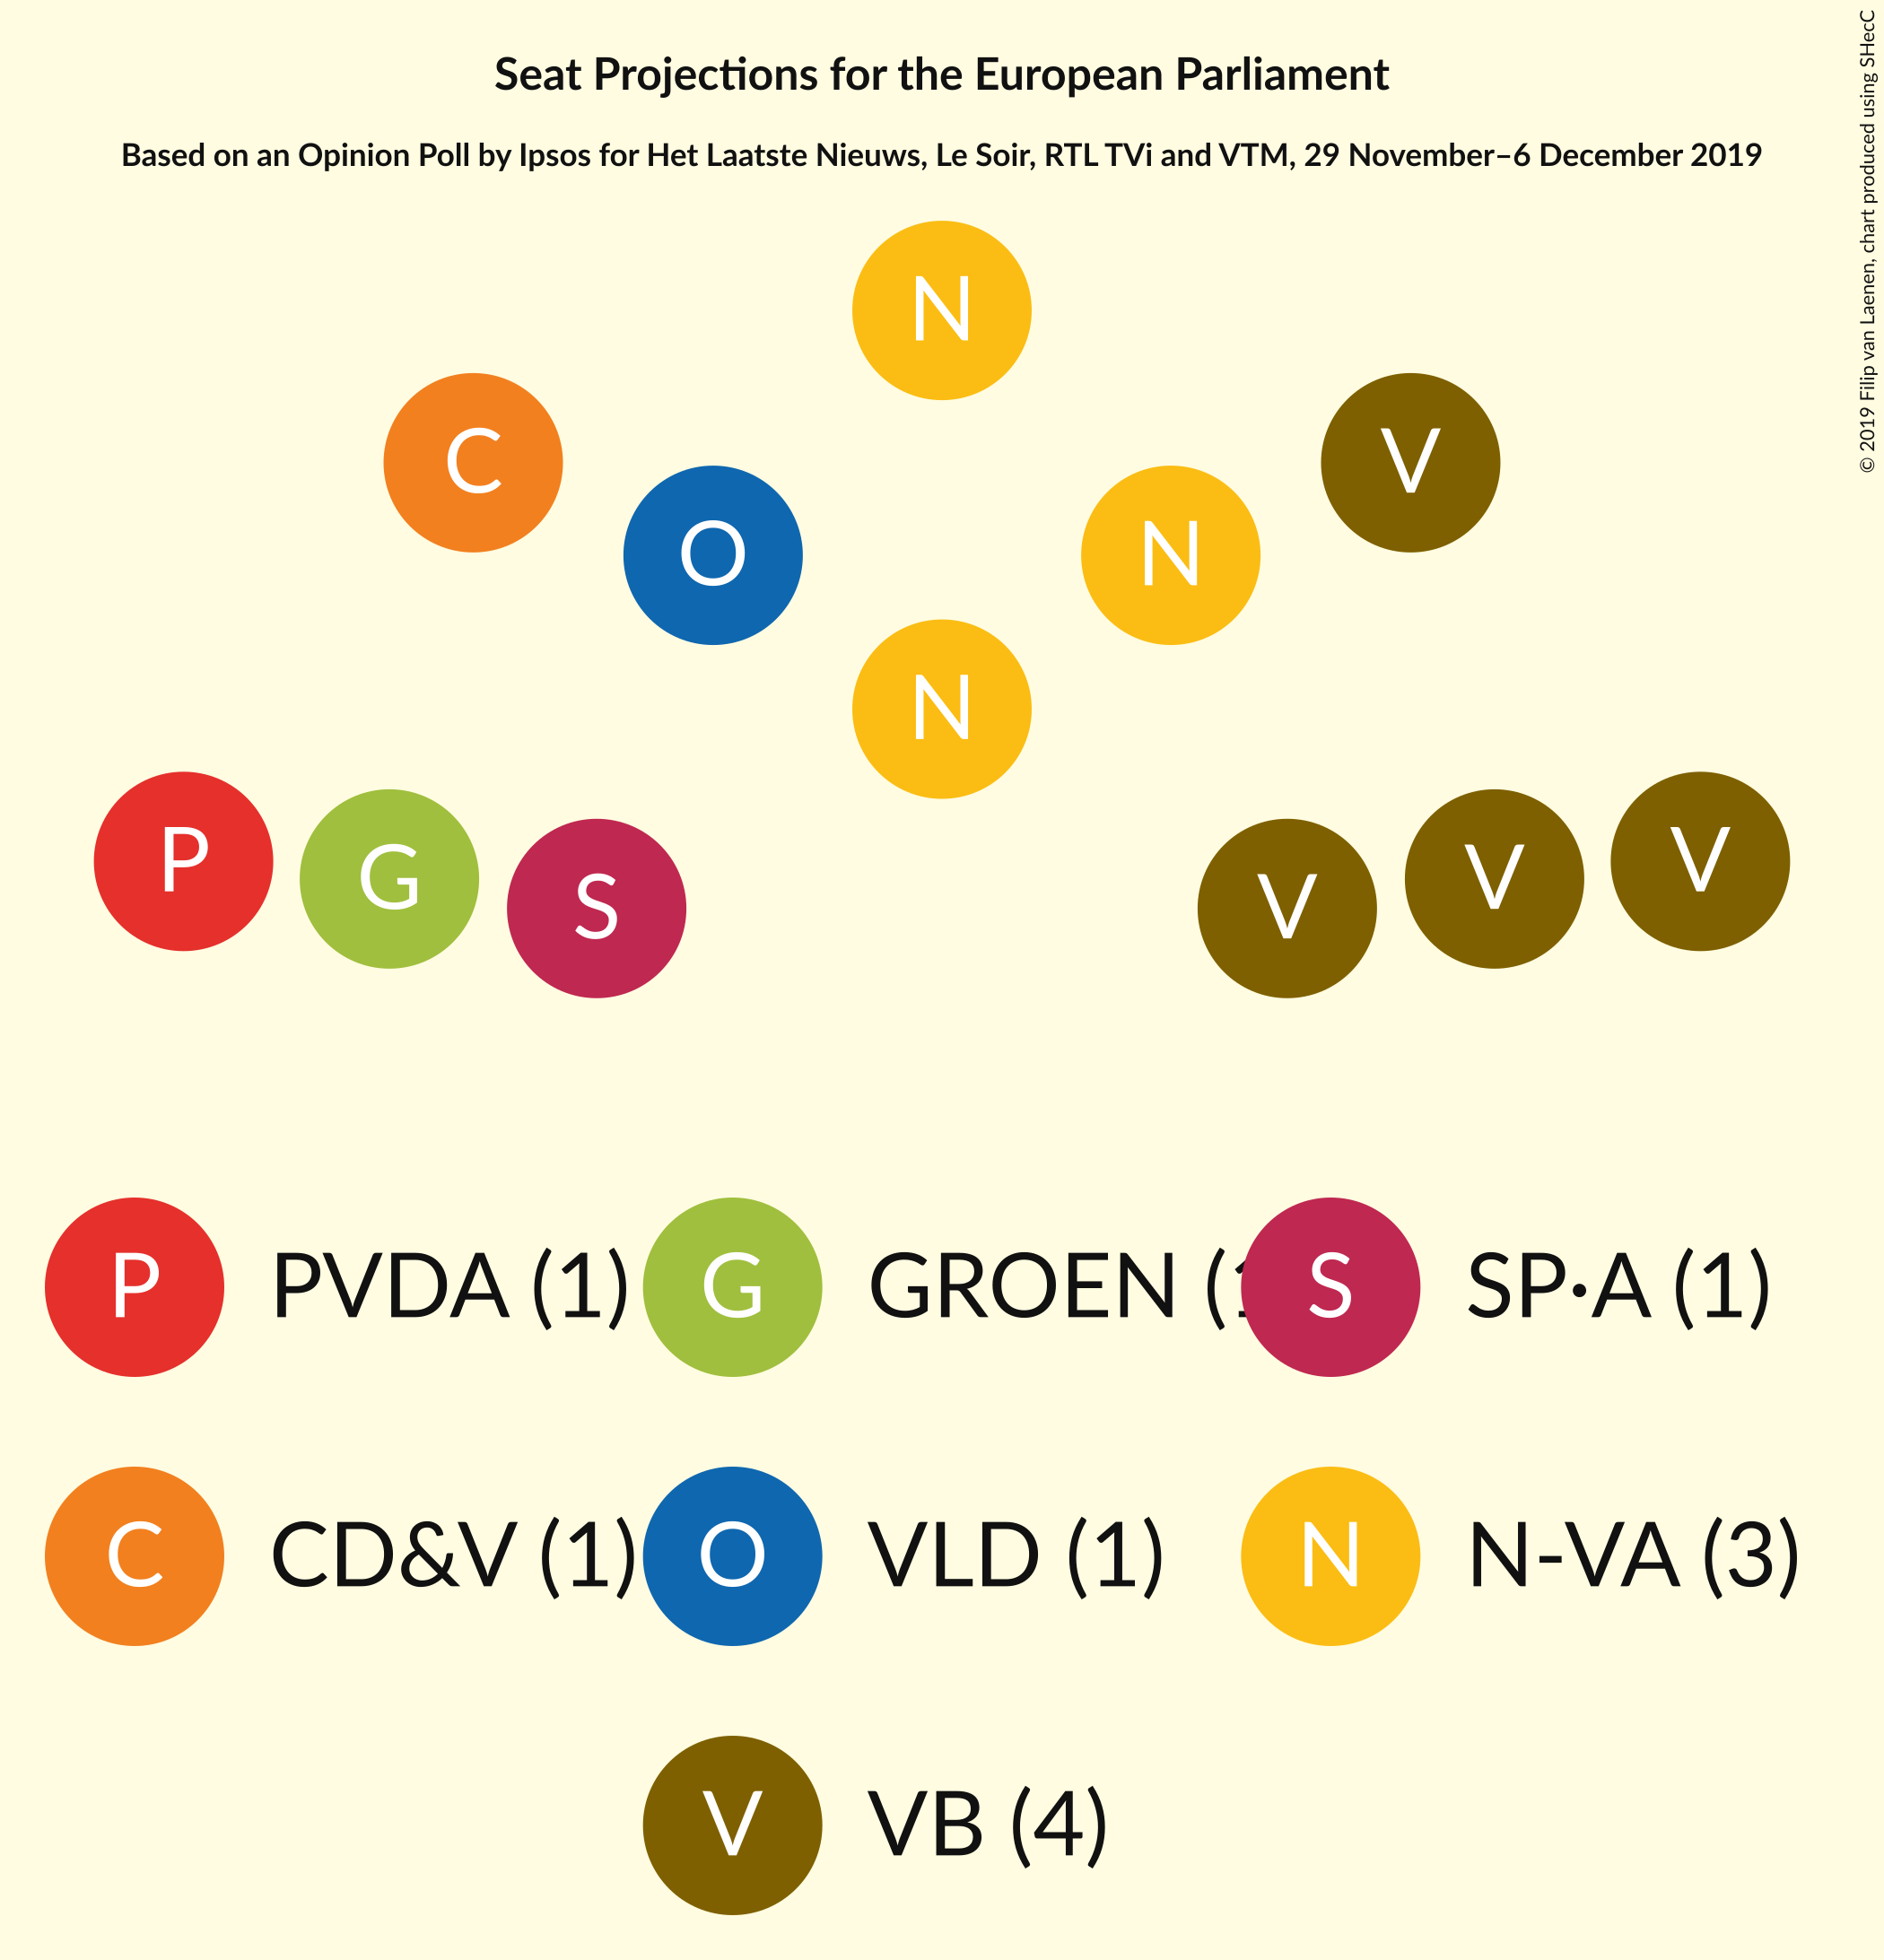 Seat Projections for the European Parliament
Based on an Opinion Poll by Ipsos for Het Laatste Nieuws, Le Soir, RTL TVi and VTM, 29 November–6 December 2019
© 2019 Filip van Laenen, chart produced using SHecC
N
C
V
O
N
N
P
G
S
V
V
V
P PVDA (1) G GROEN (1 S SP•A (1)
C CD&V (1) O VLD (1) N N-VA (3)
V VB (4)